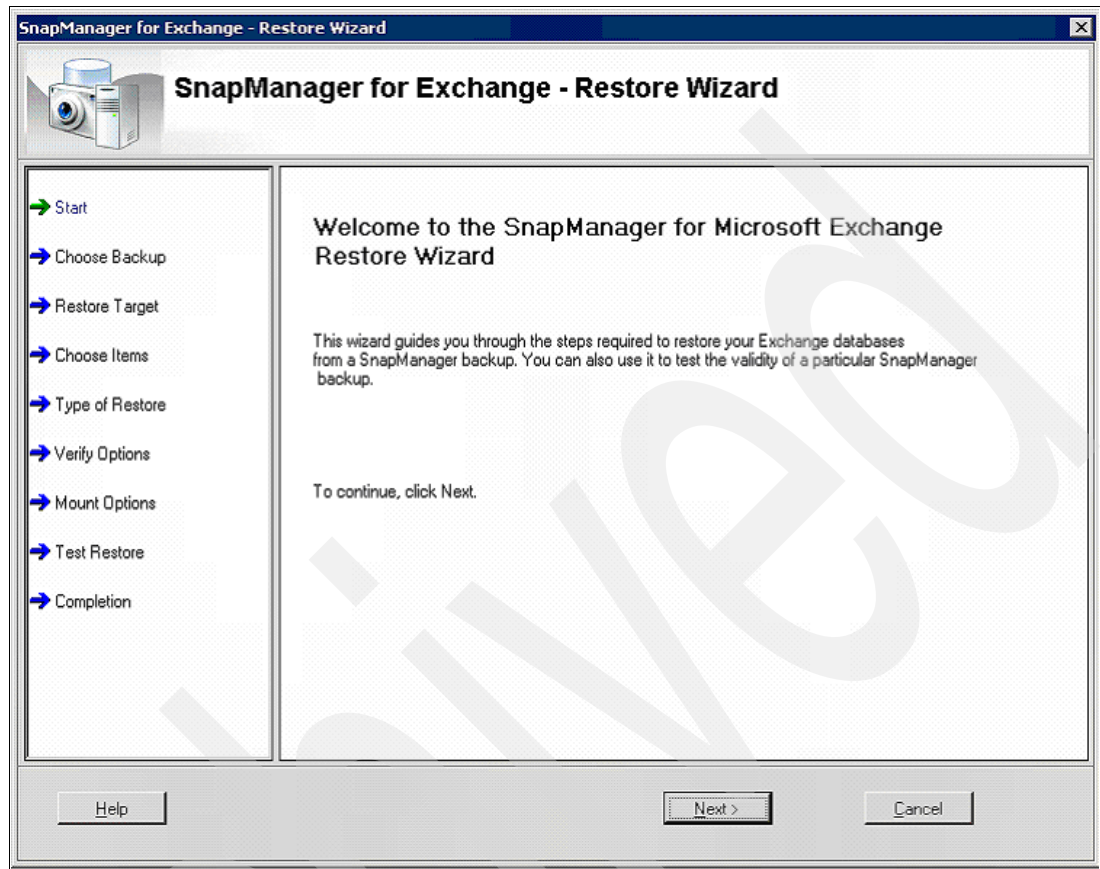 SnapManager for Exchange - Restore Wizard
SnapManager for Exchange - Restore Wizard
Start
Choose Backup
Restore Target
Choose Items
Type of Restore
Verify Options
Mount Options
Test Restore
Completion
Welcome to the SnapManager for Microsoft Exchange
Restore Wizard
This wizard guides you through the steps required to restore your Exchange databases
from a SnapManager backup. You can also use it to test the validity of a particular SnapManager
backup.
To continue, click Next.
Help
Next >
Cancel